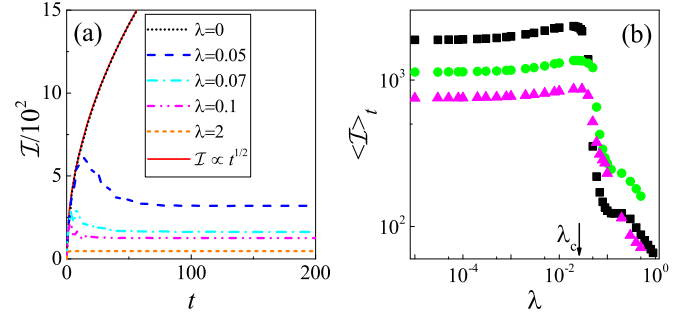 (a)
15
10
5
0
ℐ/10²
λ=0
λ=0.05
λ=0.07
λ=0.1
λ=2
ℐ ∝ t^{1/2}
0 100 200
t
(b)
10³
10²
<ℐ>_t
λ_c
10⁻⁴ 10⁻² 10⁰
λ